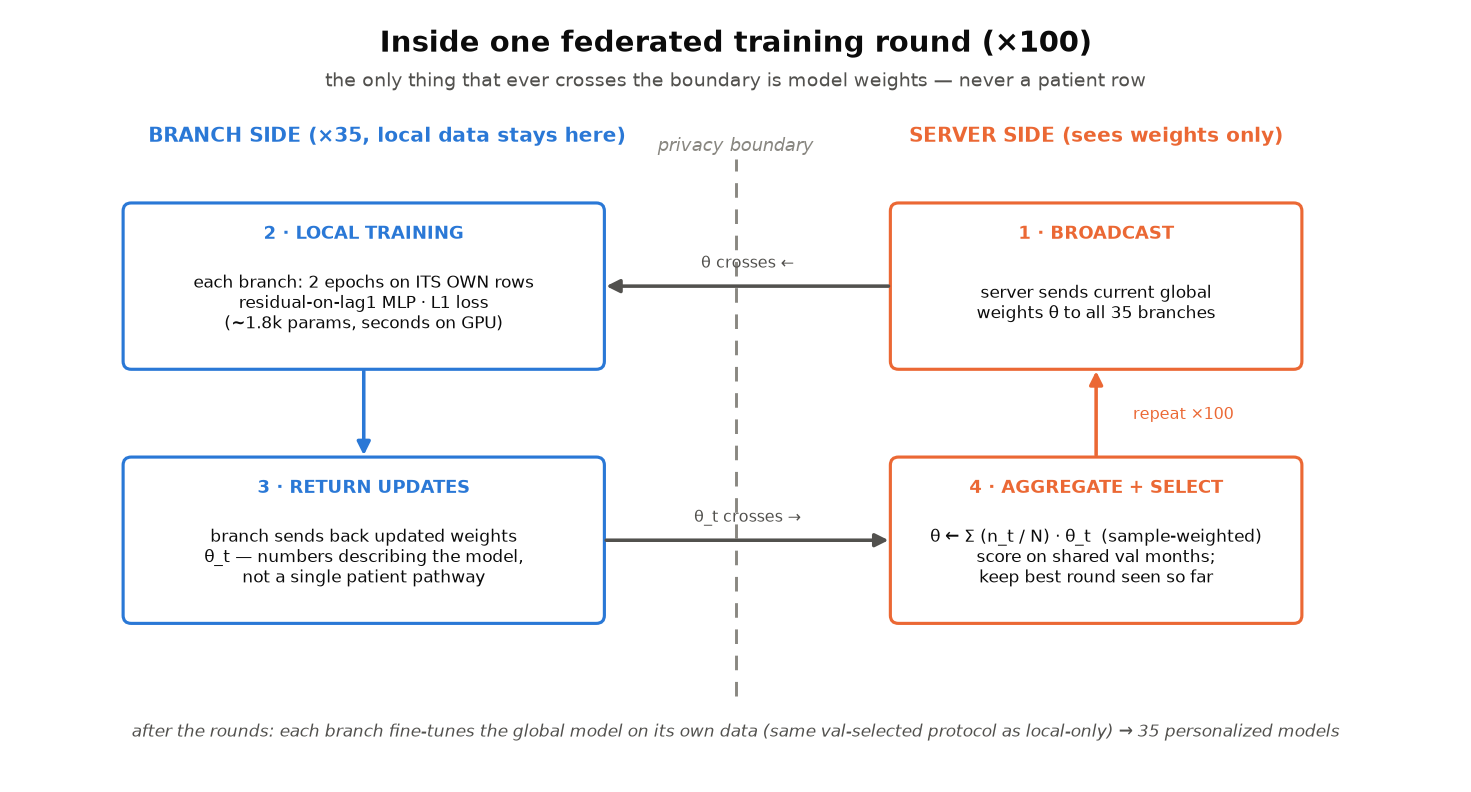 Inside one federated training round (×100)
the only thing that ever crosses the boundary is model weights — never a patient row
BRANCH SIDE (×35, local data stays here)
privacy boundary
SERVER SIDE (sees weights only)
2 · LOCAL TRAINING
each branch: 2 epochs on ITS OWN rows
residual-on-lag1 MLP · L1 loss
(~1.8k params, seconds on GPU)
θ crosses ←
1 · BROADCAST
server sends current global
weights θ to all 35 branches
repeat ×100
3 · RETURN UPDATES
branch sends back updated weights
θ_t — numbers describing the model,
not a single patient pathway
θ_t crosses →
4 · AGGREGATE + SELECT
θ ← Σ (n_t / N) · θ_t (sample-weighted)
score on shared val months;
keep best round seen so far
after the rounds: each branch fine-tunes the global model on its own data (same val-selected protocol as local-only) → 35 personalized models